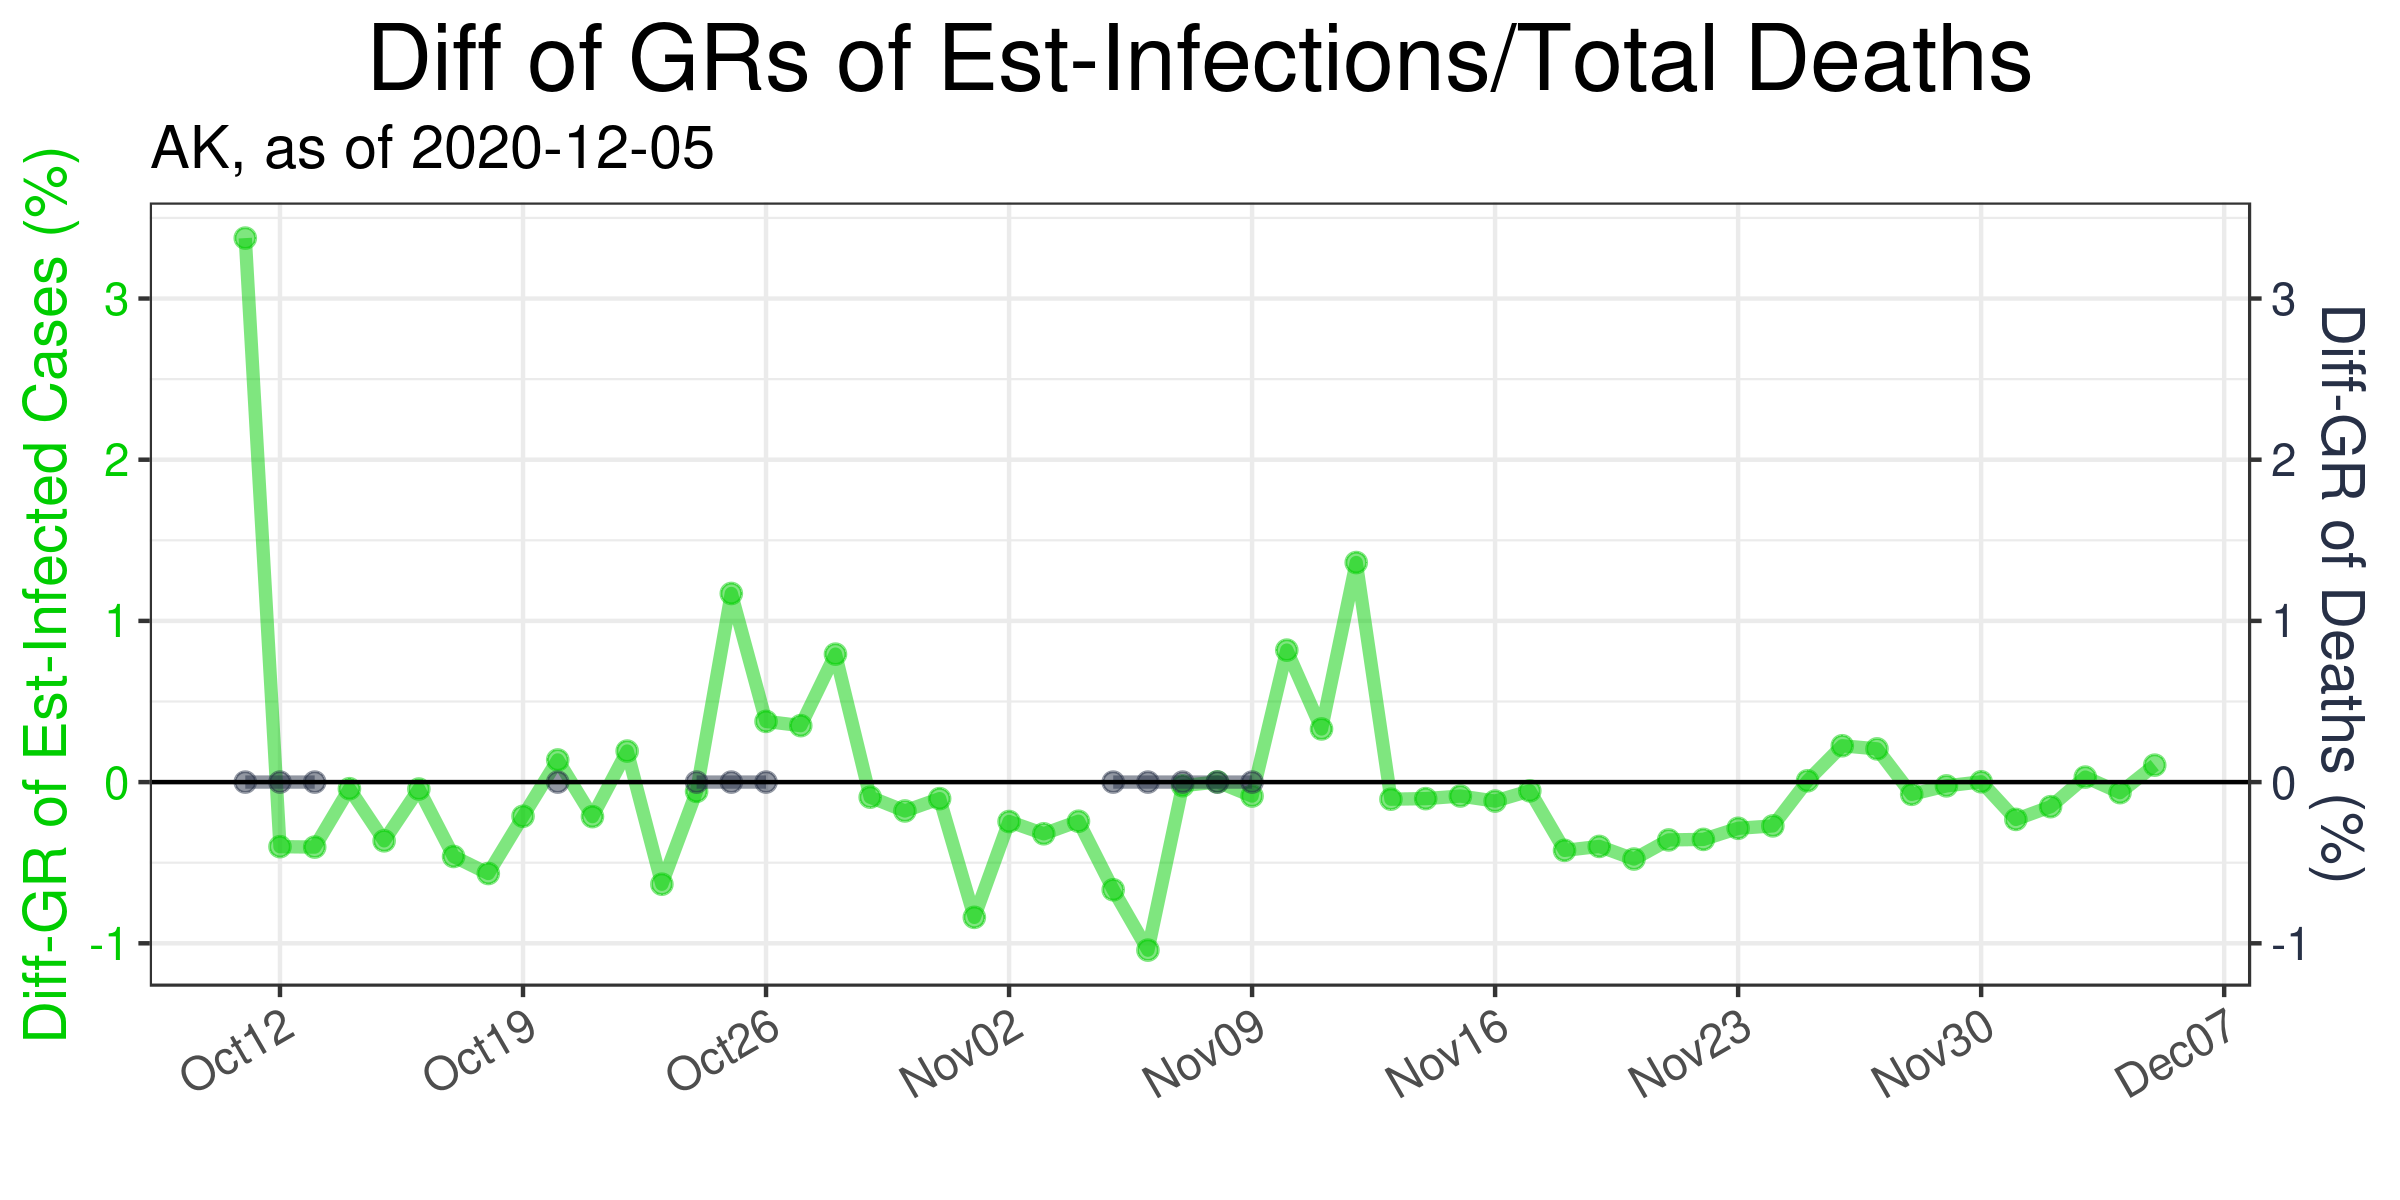 Diff of GRs of Est-Infections/Total Deaths
AK, as of 2020-12-05
Diff-GR of Est-Infected Cases (%)
3
2
1
0
-1
3
2
1
0
-1
Diff-GR of Deaths (%)
Oct12
Oct19
Oct26
Nov02
Nov09
Nov16
Nov23
Nov30
Dec07